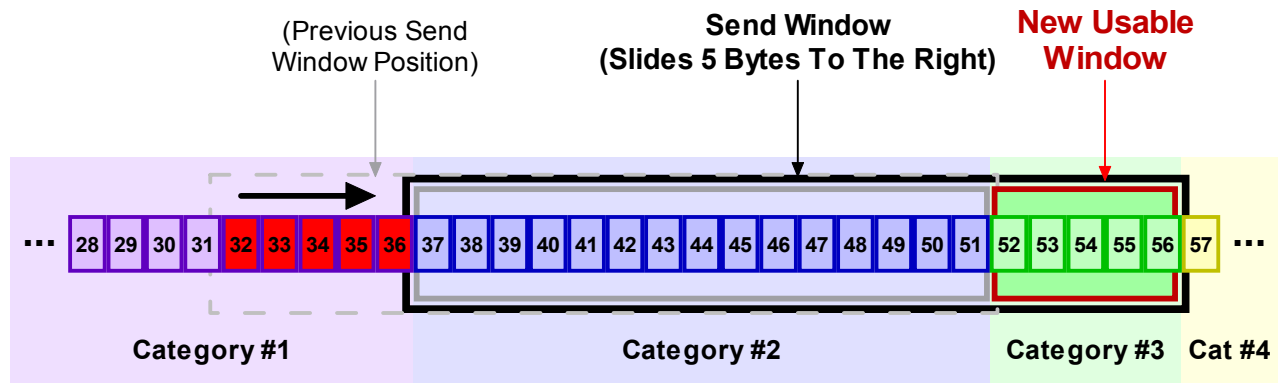 (Previous Send
Window Position)
Send Window
(Slides 5 Bytes To The Right)
New Usable
Window
... 28 29 30 31 32 33 34 35 36 37 38 39 40 41 42 43 44 45 46 47 48 49 50 51 52 53 54 55 56 57 ...
Category #1 Category #2 Category #3 Cat #4